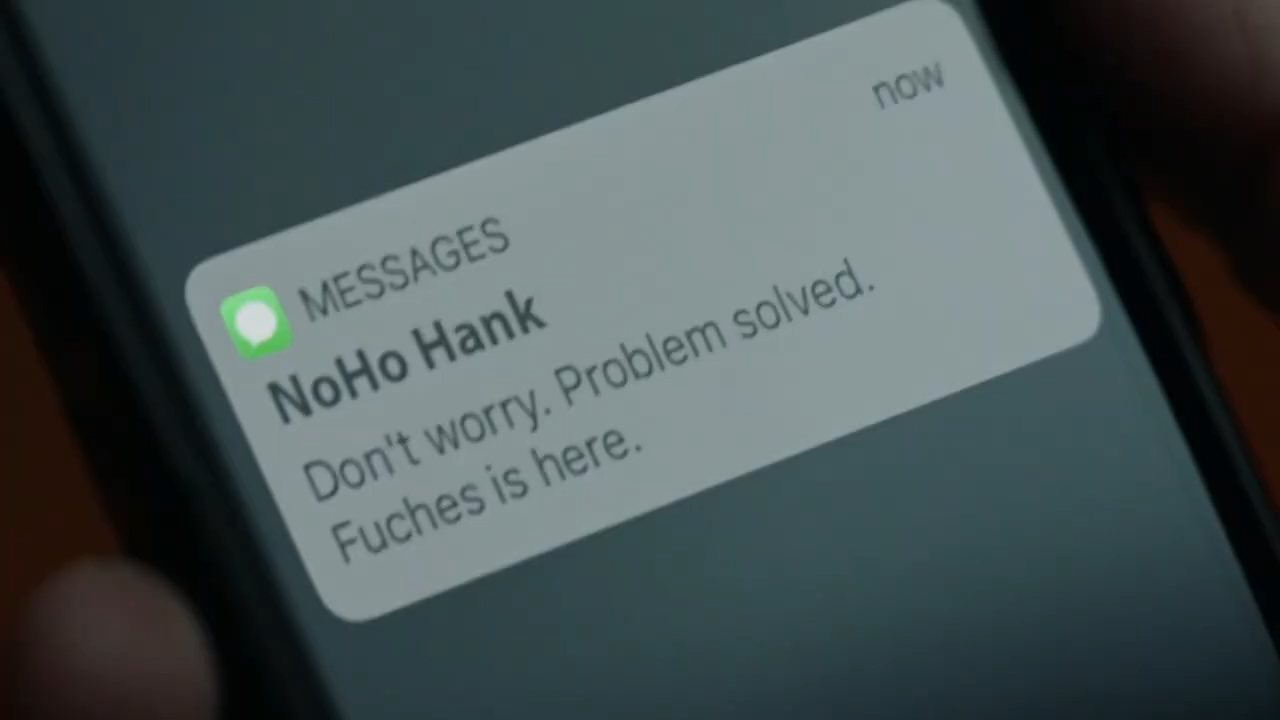 now
MESSAGES
NoHo Hank
Don't worry. Problem solved.
Fuches is here.